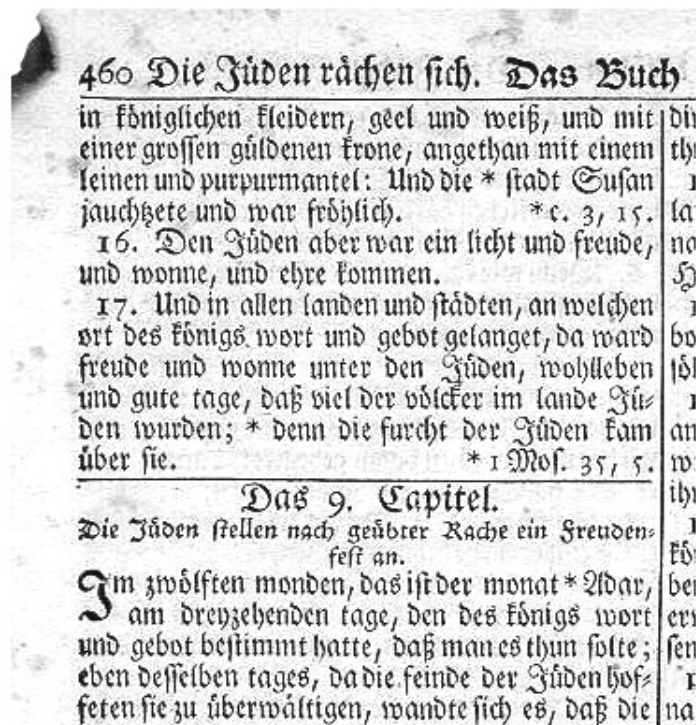 460 Die Jüden rächen sich. Das Buch
in königlichen kleidern, geel und weiß, und mit
einer grossen güldenen krone, angethan mit einem
leinen und purpurmantel: Und die * stadt Susan
jauchtzete und war fröhlich. * c. 3, 15.
16. Den Jüden aber war ein licht und freude,
und wonne, und ehre kommen.
17. Und in allen landen und städten, an welchen
ort des königs wort und gebot gelanget, da ward
freude und wonne unter den Jüden, wohlleben
und gute tage, daß viel der völcker im lande Jü-
den wurden; * denn die furcht der Jüden kam
über sie. * 1 Mos. 35, 5.
Das 9. Capitel.
Die Jüden stellen nach geübter Rache ein Freuden-
fest an.
Im zwölften monden, das ist der monat * Adar,
am dreyzehenden tage, den des königs wort
und gebot bestimmt hatte, daß man es thun solte;
eben desselben tages, da die feinde der Jüden hof-
feten sie zu überwältigen, wandte sich es, daß die